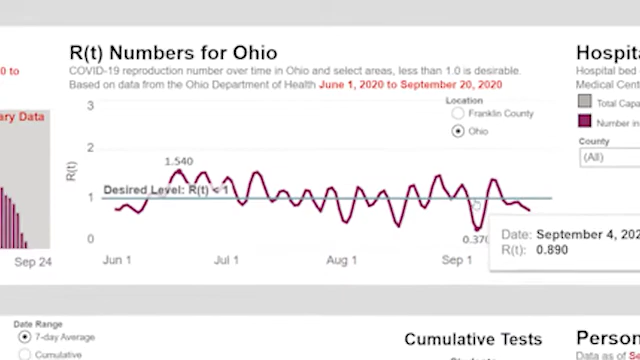 0 to
ary Data
Sep 24
R(t) Numbers for Ohio
COVID-19 reproduction number over time in Ohio and select areas, less than 1.0 is desirable.
Based on data from the Ohio Department of Health June 1, 2020 to September 20, 2020
Location
Franklin County
Ohio
3
2
1
0
R(t)
1.540
Desired Level: R(t) < 1
0.370
Jun 1
Jul 1
Aug 1
Sep 1
Date: September 4, 202
R(t): 0.890
Hospita
Hospital bed
Medical Cent
Total Capa
Number in
County
(All)
Date Range
7-day Average
Cumulative
Cumulative Tests
Person
Data as of Se